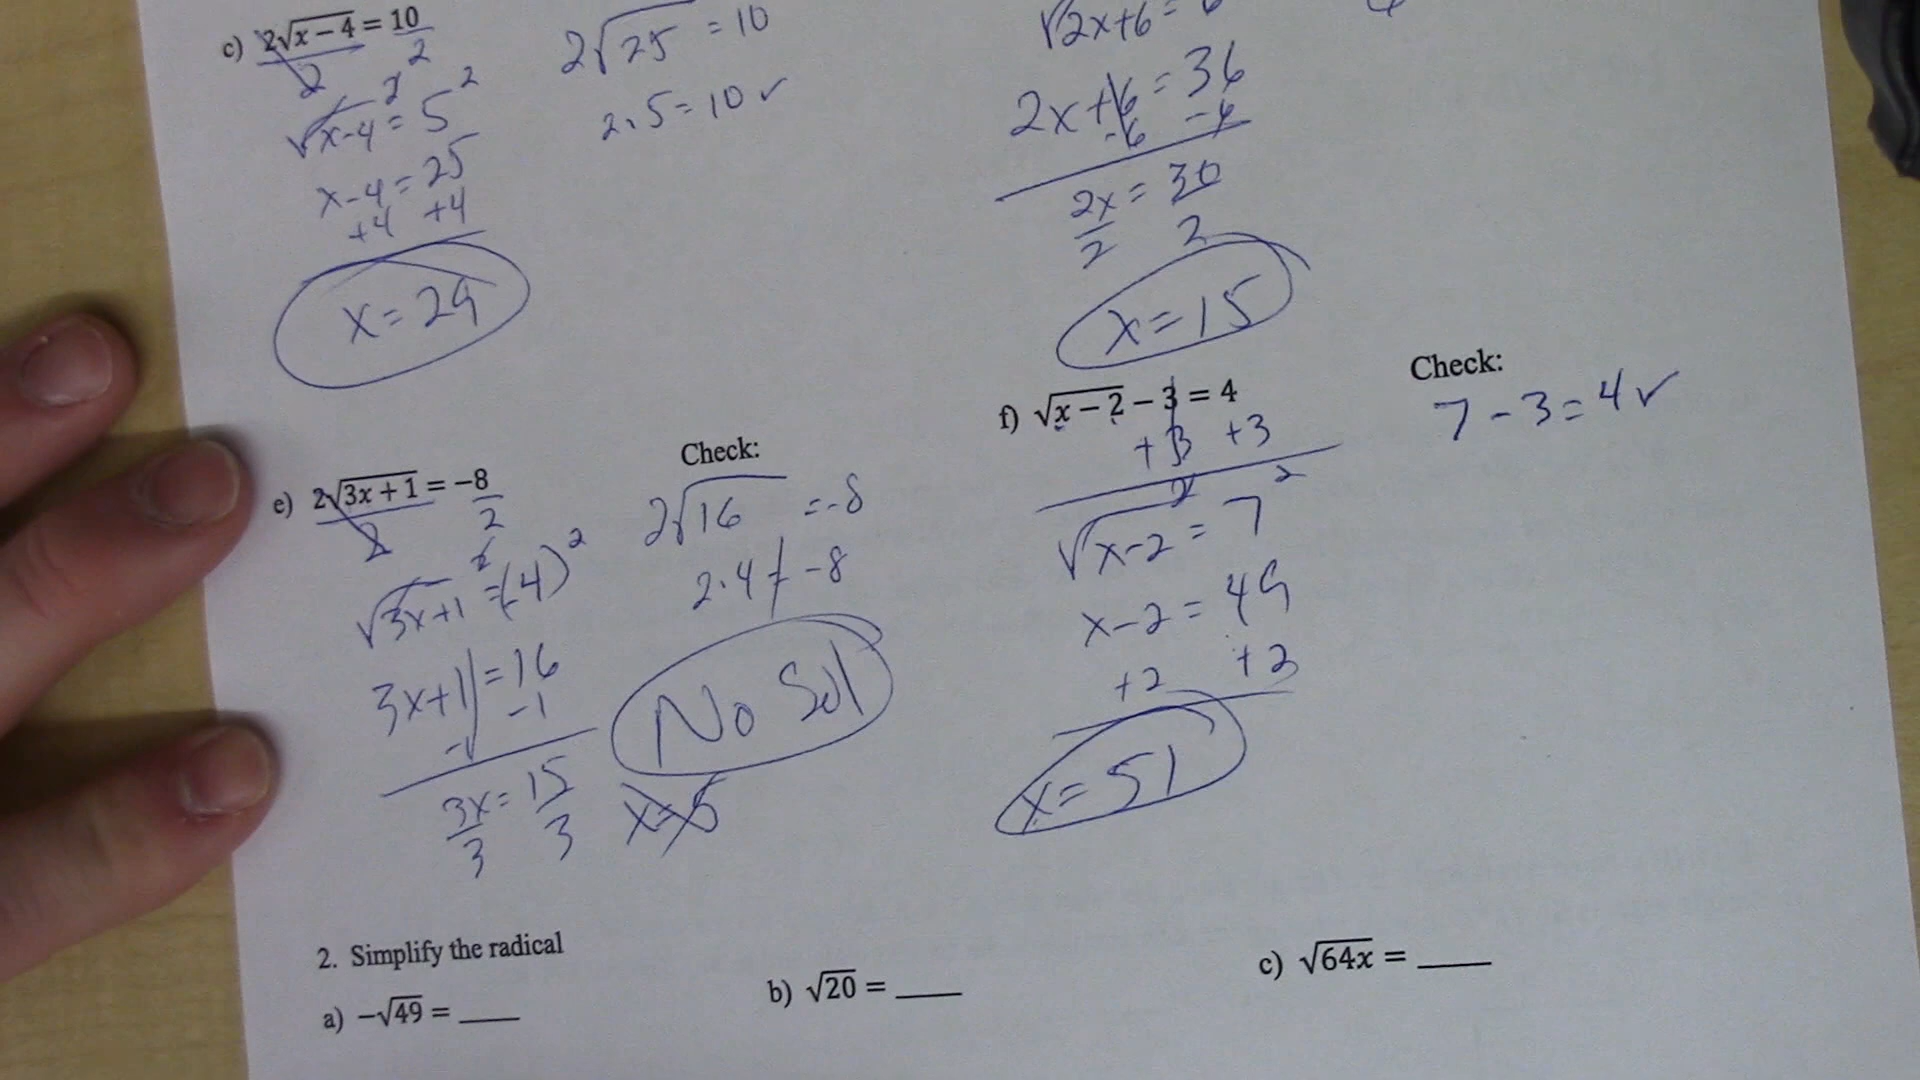 c) 2√x − 4 = 10
2 2
√x-4² = 5²
x-4 = 25
+4 +4
x = 29
2√25 = 10
2·5 = 10 ✓
√2x+6 =
2x+6 = 36
-6 -6
2x = 30
2 2
x = 15
e) 2√3x + 1 = −8
2 2
√3x+1² = (-4)²
3x+1 = 16
-1 -1
3x = 15
3 3
x=5
Check:
2√16 = -8
2·4 ≠ -8
No Sol
f) √x − 2 − 3 = 4
+3 +3
√x-2² = 7²
x-2 = 49
+2 +2
x = 51
Check:
7 - 3 = 4 ✓
2. Simplify the radical
a) −√49 = ____
b) √20 = ____
c) √64x = ____